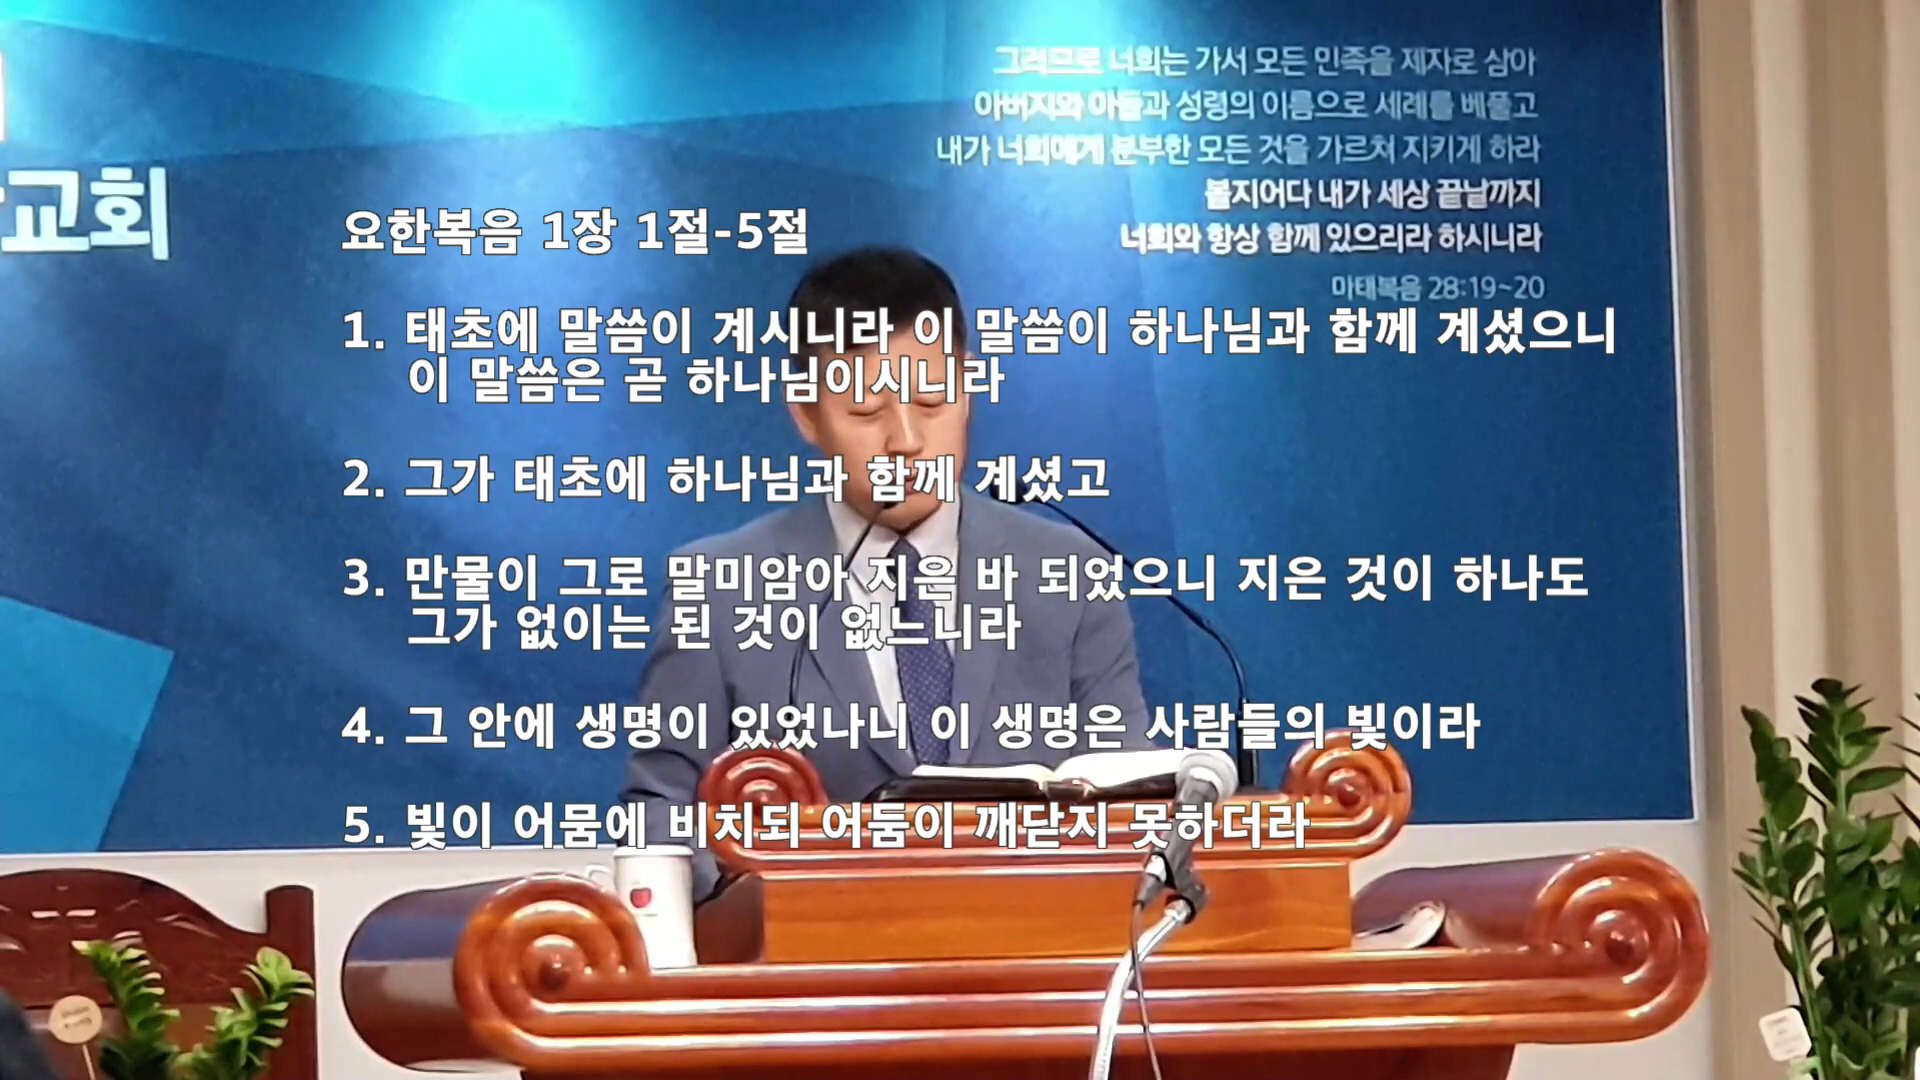 교회
그러므로 너희는 가서 모든 민족을 제자로 삼아
아버지와 아들과 성령의 이름으로 세례를 베풀고
내가 너희에게 분부한 모든 것을 가르쳐 지키게 하라
볼지어다 내가 세상 끝날까지
너희와 항상 함께 있으리라 하시니라
마태복음 28:19~20
요한복음 1장 1절-5절
1. 태초에 말씀이 계시니라 이 말씀이 하나님과 함께 계셨으니
이 말씀은 곧 하나님이시니라
2. 그가 태초에 하나님과 함께 계셨고
3. 만물이 그로 말미암아 지은 바 되었으니 지은 것이 하나도
그가 없이는 된 것이 없느니라
4. 그 안에 생명이 있었나니 이 생명은 사람들의 빛이라
5. 빛이 어뭄에 비치되 어둠이 깨닫지 못하더라